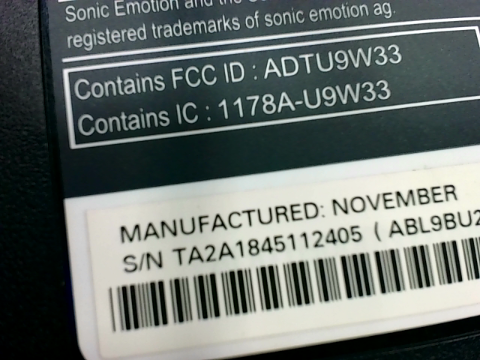 Sonic Emotion and the
registered trademarks of sonic emotion ag.
Contains FCC ID : ADTU9W33
Contains IC : 1178A-U9W33
MANUFACTURED: NOVEMBER
S/N TA2A1845112405 ( ABL9BU2